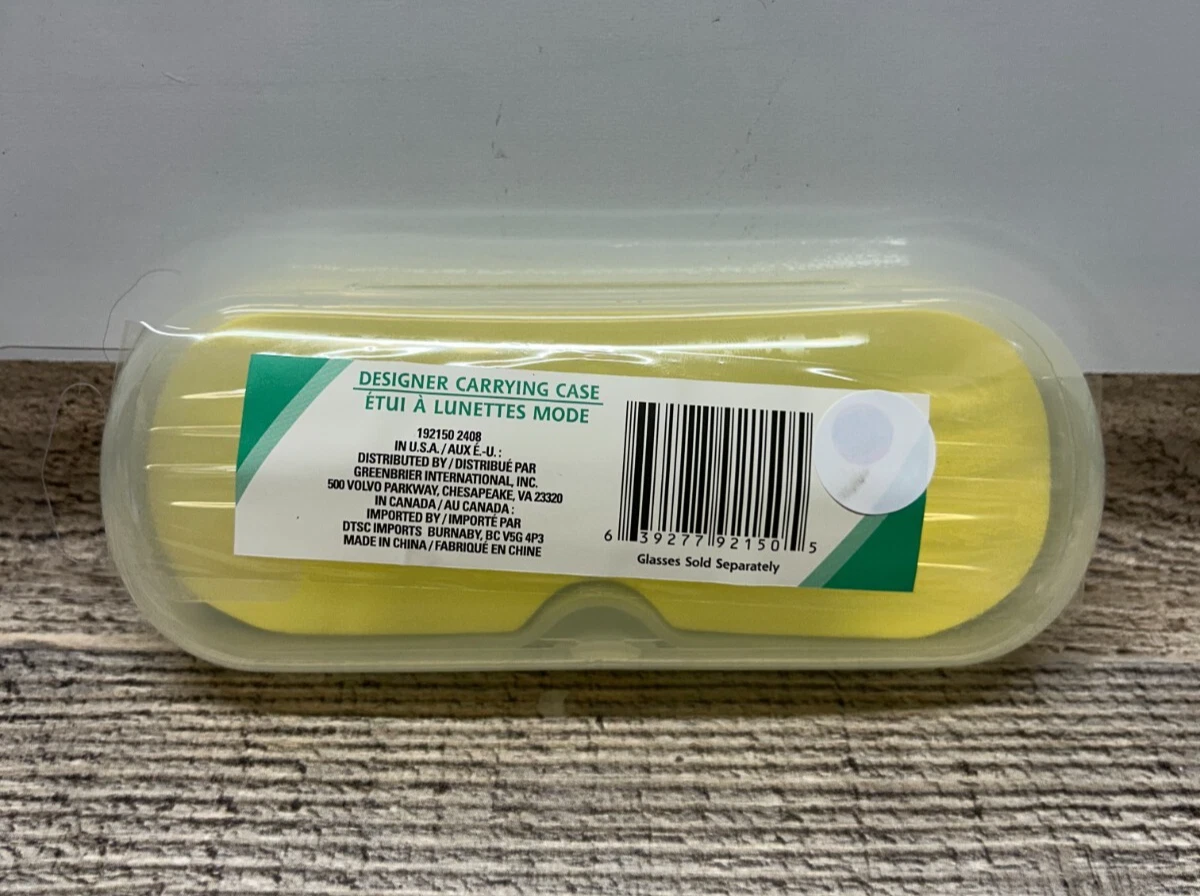 DESIGNER CARRYING CASE
ÉTUI À LUNETTES MODE
192150 2408
IN U.S.A. / AUX É.-U. :
DISTRIBUTED BY / DISTRIBUÉ PAR
GREENBRIER INTERNATIONAL, INC.
500 VOLVO PARKWAY, CHESAPEAKE, VA 23320
IN CANADA / AU CANADA :
IMPORTED BY / IMPORTÉ PAR
DTSC IMPORTS BURNABY, BC V5G 4P3
MADE IN CHINA / FABRIQUÉ EN CHINE
6 39277 92150 5
Glasses Sold Separately